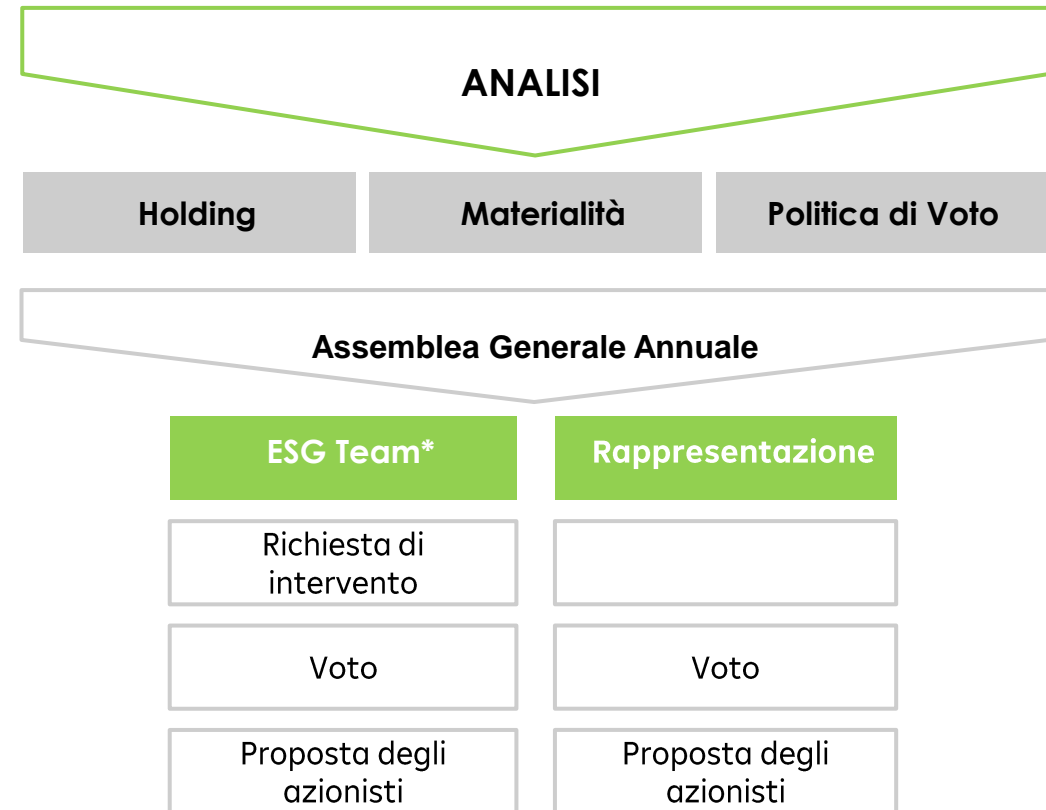 ANALISI
Holding
Materialità
Politica di Voto
Assemblea Generale Annuale
ESG Team*
Rappresentazione
Richiesta di
intervento
Voto
Voto
Proposta degli
azionisti
Proposta degli
azionisti